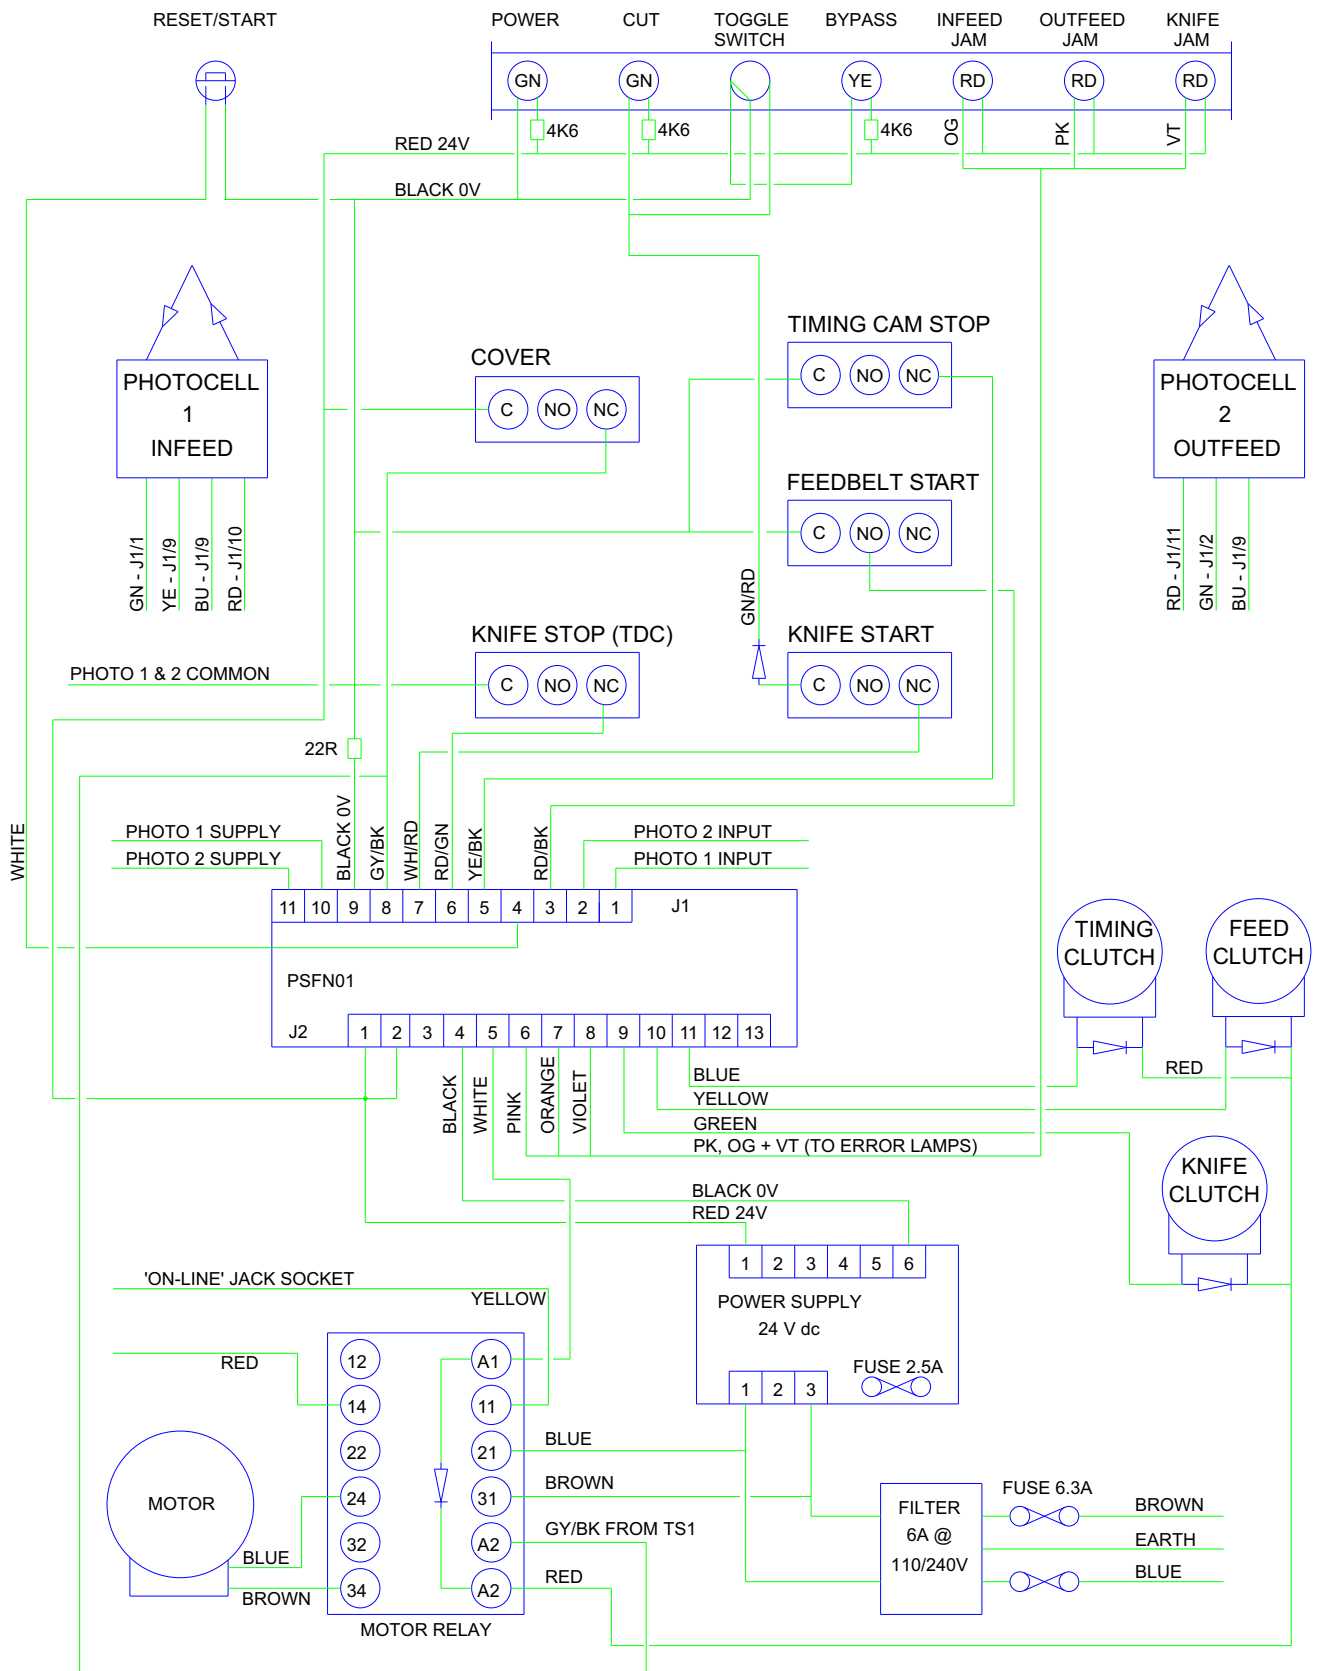 RESET/START
POWER
CUT
TOGGLE
SWITCH
BYPASS
INFEED
JAM
OUTFEED
JAM
KNIFE
JAM
GN
GN
YE
RD
RD
RD
4K6
4K6
4K6
OG
PK
VT
RED 24V
BLACK 0V
PHOTOCELL
1
INFEED
GN - J1/1
YE - J1/9
BU - J1/9
RD - J1/10
COVER
C
NO
NC
TIMING CAM STOP
C
NO
NC
FEEDBELT START
C
NO
NC
PHOTOCELL
2
OUTFEED
RD - J1/11
GN - J1/2
BU - J1/9
GN/RD
KNIFE STOP (TDC)
C
NO
NC
KNIFE START
C
NO
NC
PHOTO 1 & 2 COMMON
22R
WHITE
PHOTO 1 SUPPLY
PHOTO 2 SUPPLY
BLACK 0V
GY/BK
WH/RD
RD/GN
YE/BK
RD/BK
PHOTO 2 INPUT
PHOTO 1 INPUT
11
10
9
8
7
6
5
4
3
2
1
J1
PSFN01
J2
1
2
3
4
5
6
7
8
9
10
11
12
13
TIMING
CLUTCH
FEED
CLUTCH
BLACK
WHITE
PINK
ORANGE
VIOLET
BLUE
RED
YELLOW
GREEN
PK, OG + VT (TO ERROR LAMPS)
KNIFE
CLUTCH
BLACK 0V
RED 24V
1
2
3
4
5
6
POWER SUPPLY
24 V dc
FUSE 2.5A
1
2
3
'ON-LINE' JACK SOCKET
YELLOW
RED
12
14
22
24
32
34
A1
11
21
31
A2
A2
MOTOR
BLUE
BROWN
MOTOR RELAY
BLUE
BROWN
GY/BK FROM TS1
RED
FILTER
6A @
110/240V
FUSE 6.3A
BROWN
EARTH
BLUE